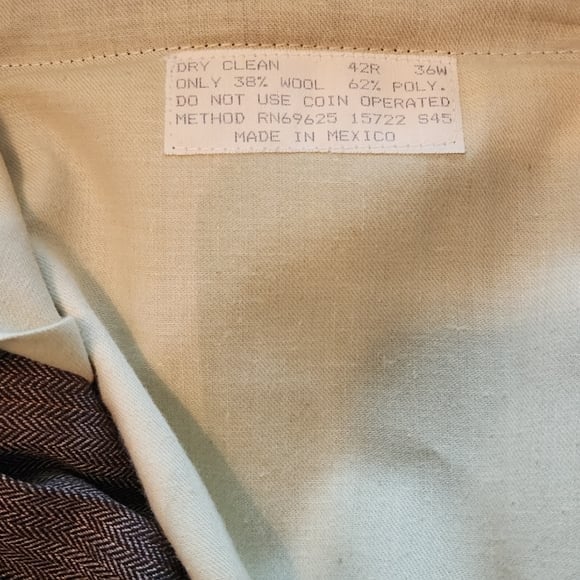 DRY CLEAN 42R 36W
ONLY 38% WOOL 62% POLY.
DO NOT USE COIN OPERATED
METHOD RN69625 15722 S45
MADE IN MEXICO